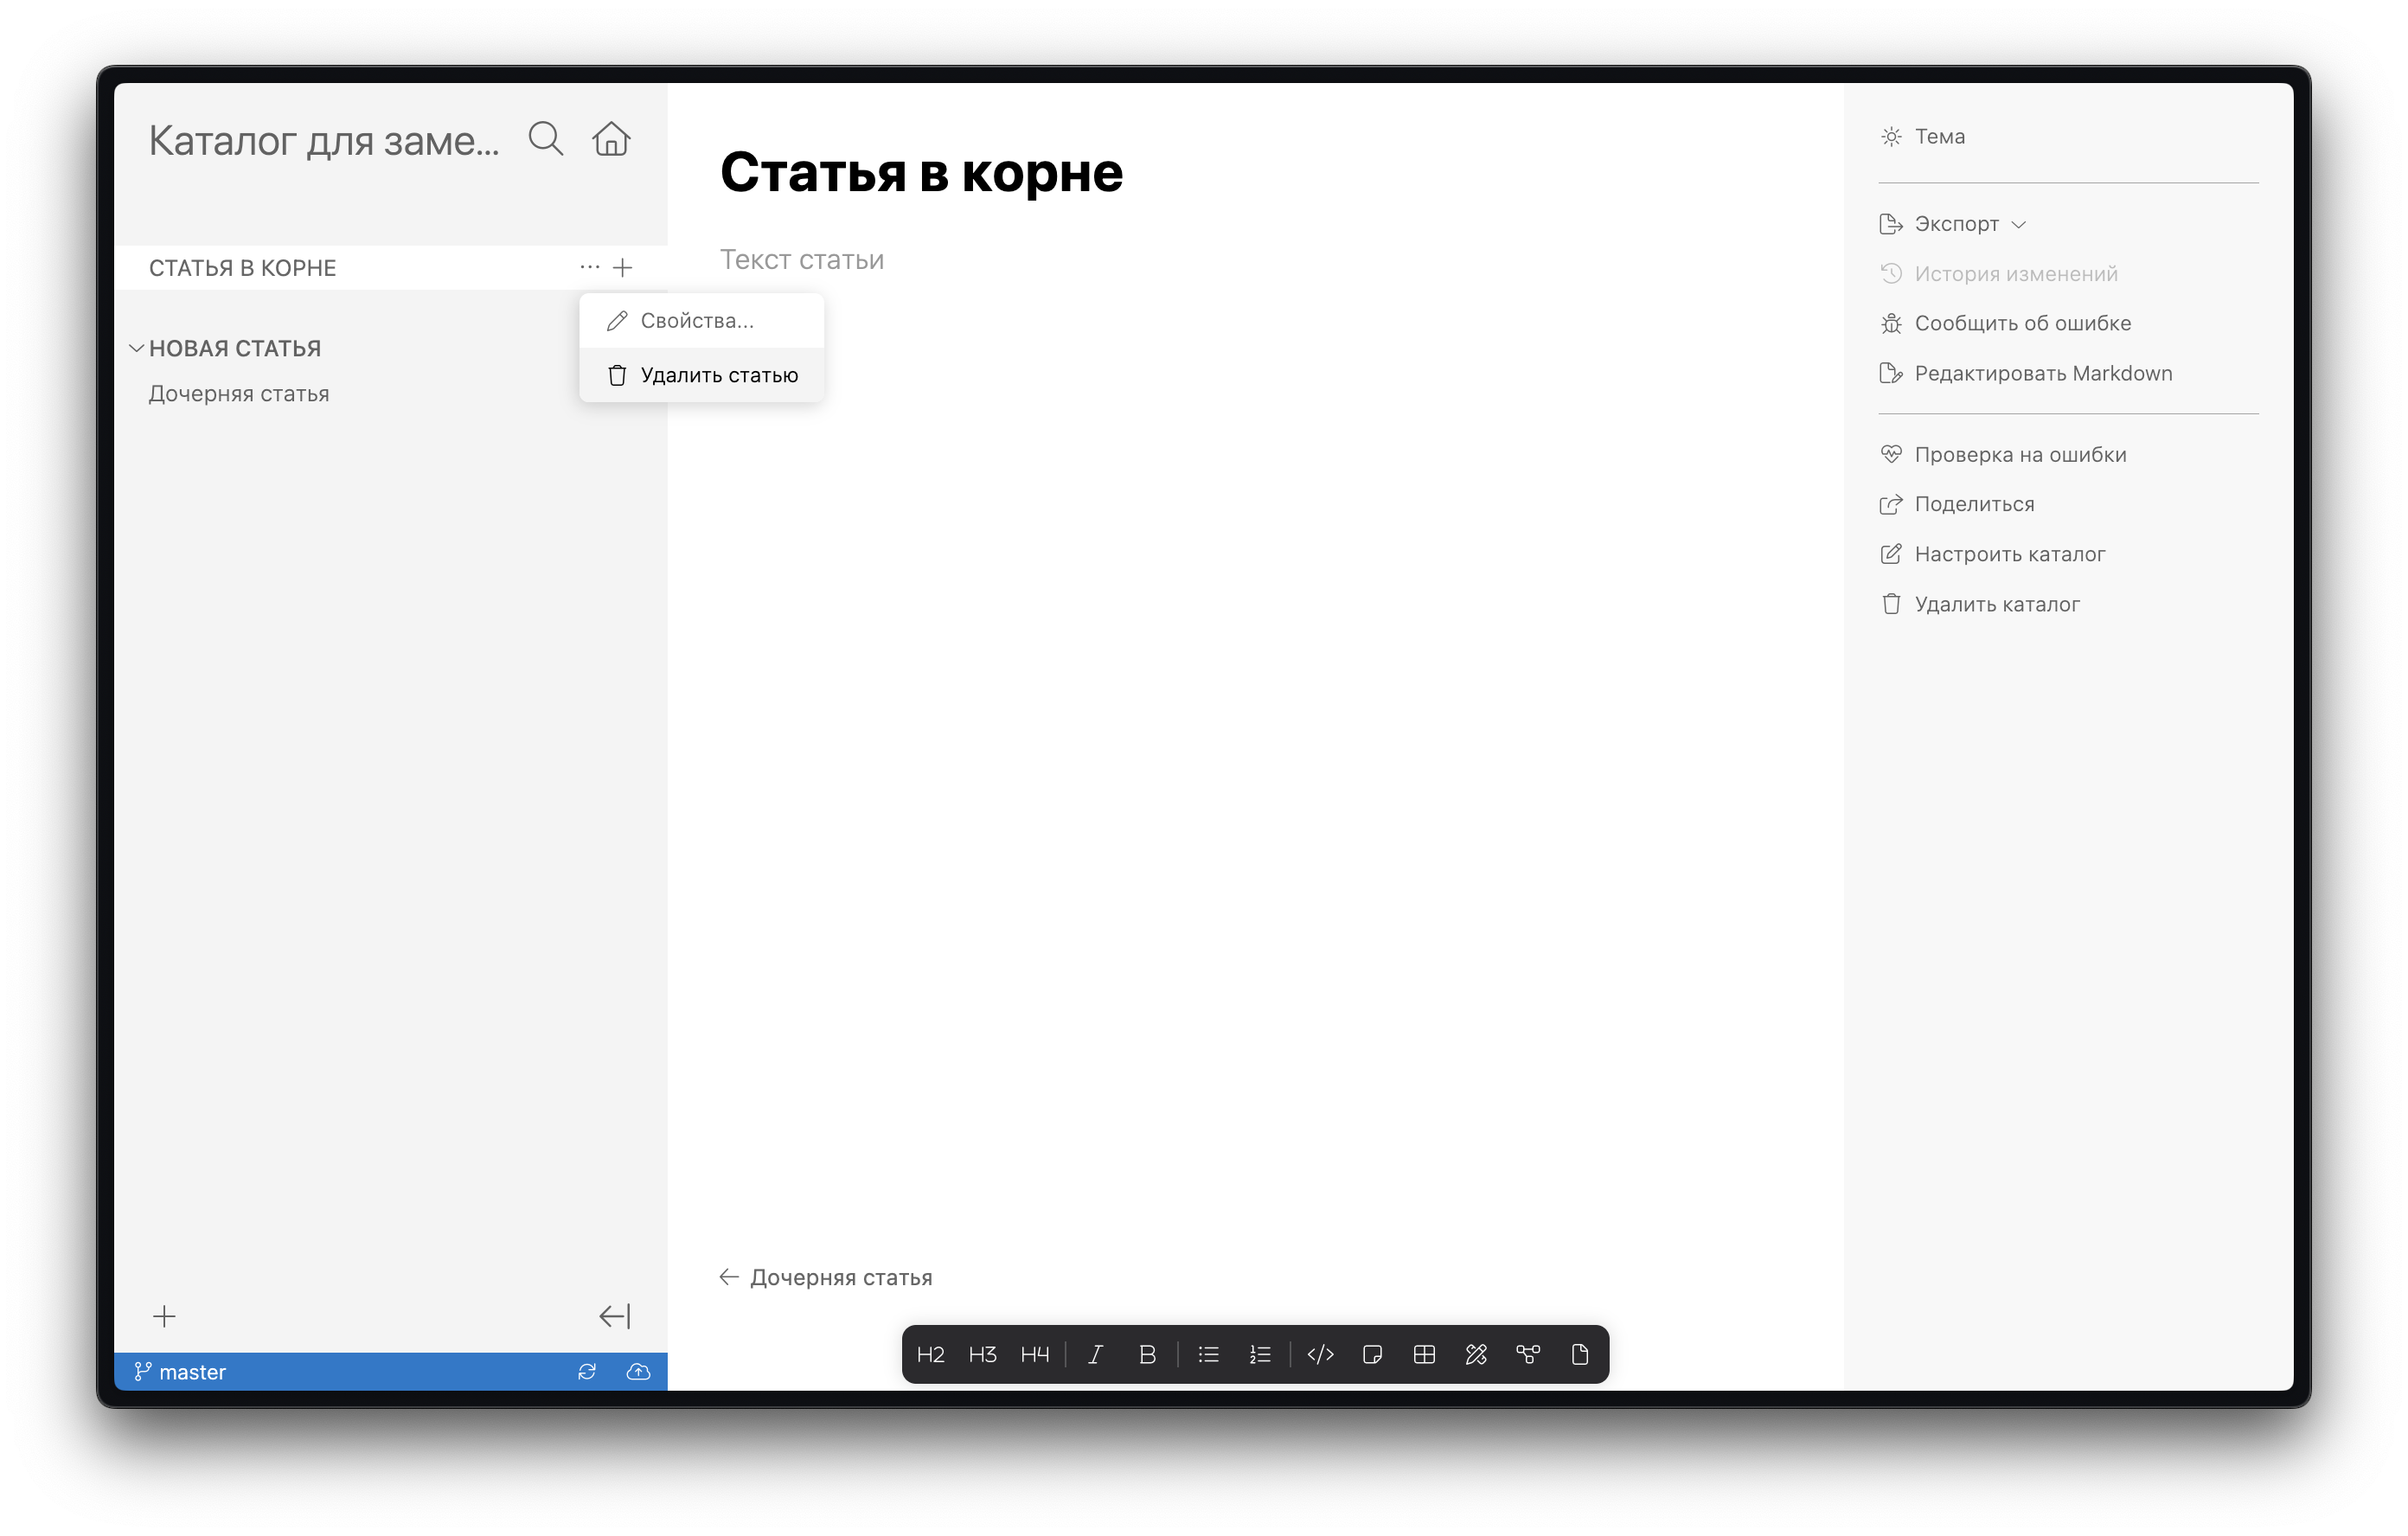 Каталог для заме...
СТАТЬЯ В КОРНЕ
НОВАЯ СТАТЬЯ
Дочерняя статья
master
Свойства...
Удалить статью
Статья в корне
Текст статьи
← Дочерняя статья
H2 H3 H4 I B </>
Тема
Экспорт
История изменений
Сообщить об ошибке
Редактировать Markdown
Проверка на ошибки
Поделиться
Настроить каталог
Удалить каталог